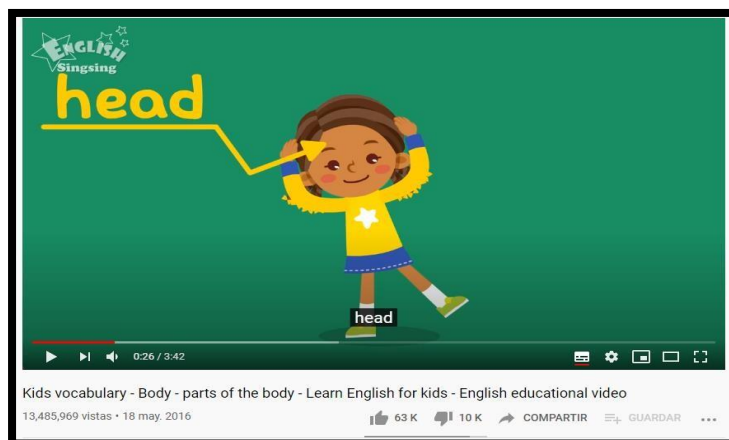 ENGLISH
Singsing
head
head
0:26 / 3:42
Kids vocabulary - Body - parts of the body - Learn English for kids - English educational video
13,485,969 vistas • 18 may. 2016
63 K
10 K
COMPARTIR
GUARDAR